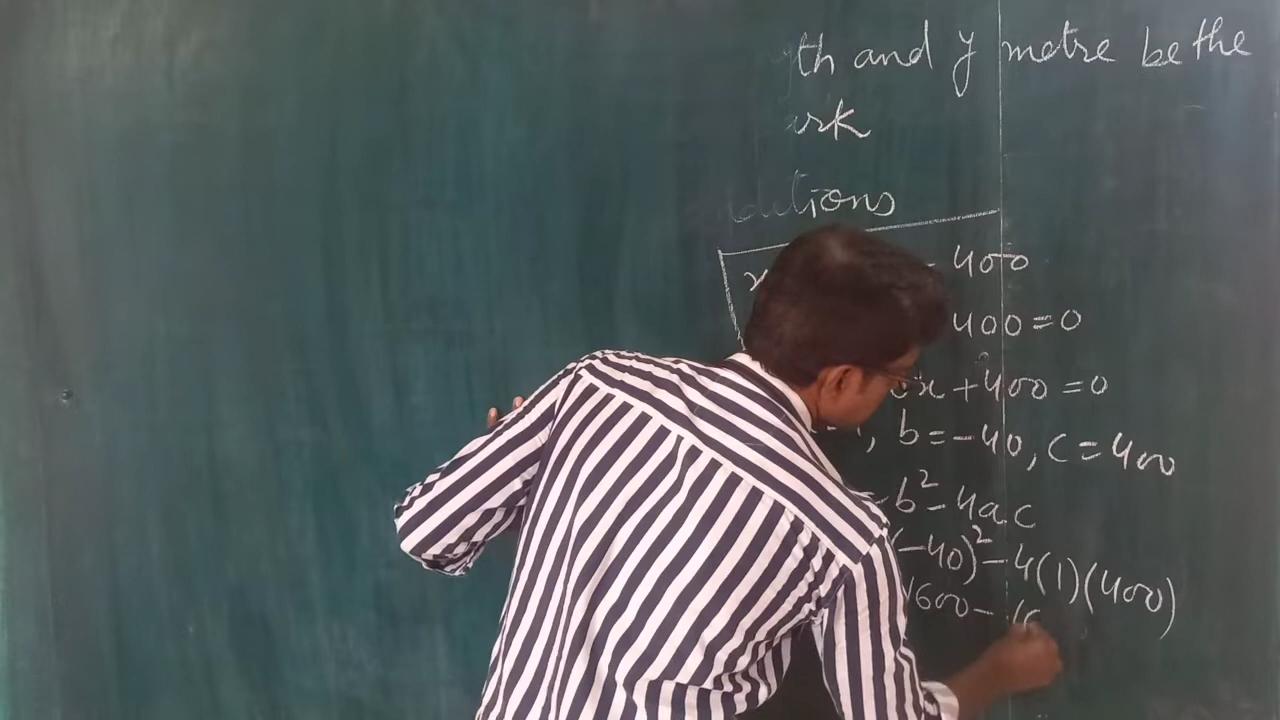 th and y metre be the
rk
ditions
x - 400
400 = 0
x + 400 = 0
, b = -40, c = 400
b² - 4ac
(-40)² - 4(1)(400)
1600 - 16